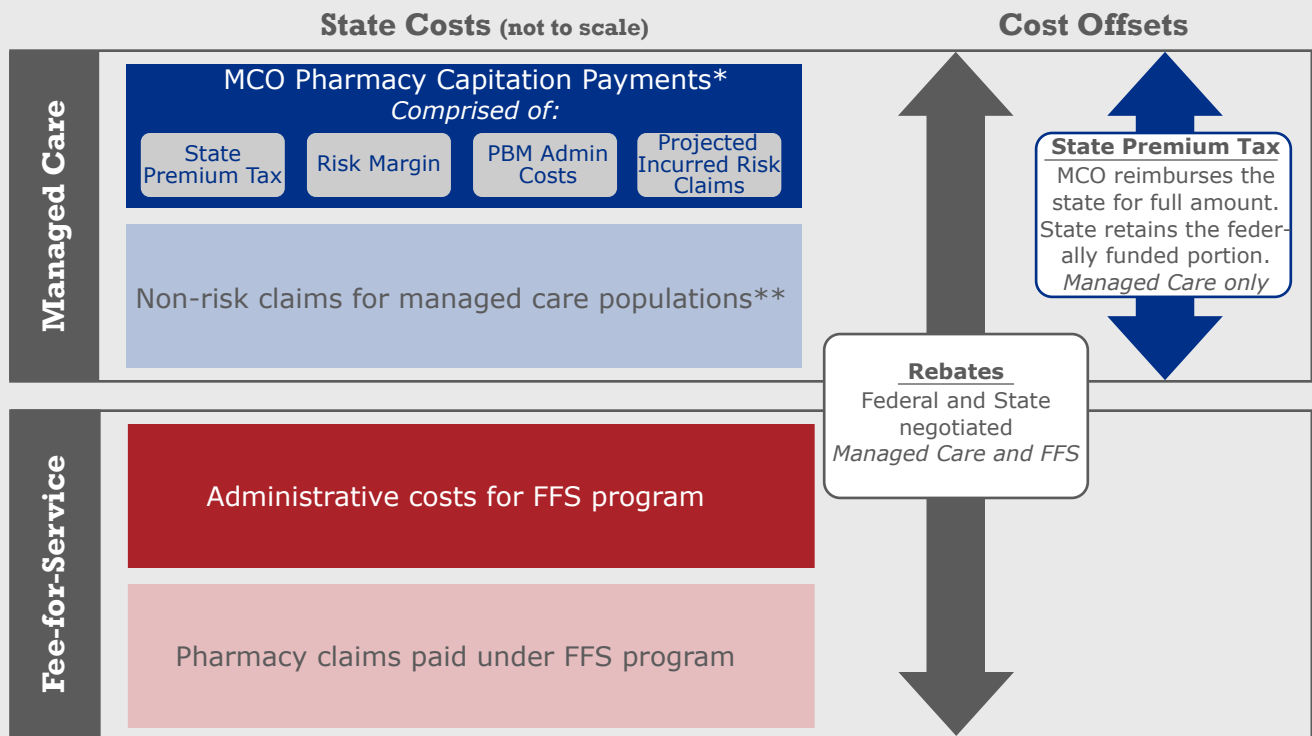 State Costs (not to scale)
Cost Offsets
Managed Care
MCO Pharmacy Capitation Payments*
Comprised of:
State
Premium Tax
Risk Margin
PBM Admin
Costs
Projected
Incurred Risk
Claims
Non-risk claims for managed care populations**
State Premium Tax
MCO reimburses the
state for full amount.
State retains the feder-
ally funded portion.
Managed Care only
Rebates
Federal and State
negotiated
Managed Care and FFS
Fee-for-Service
Administrative costs for FFS program
Pharmacy claims paid under FFS program